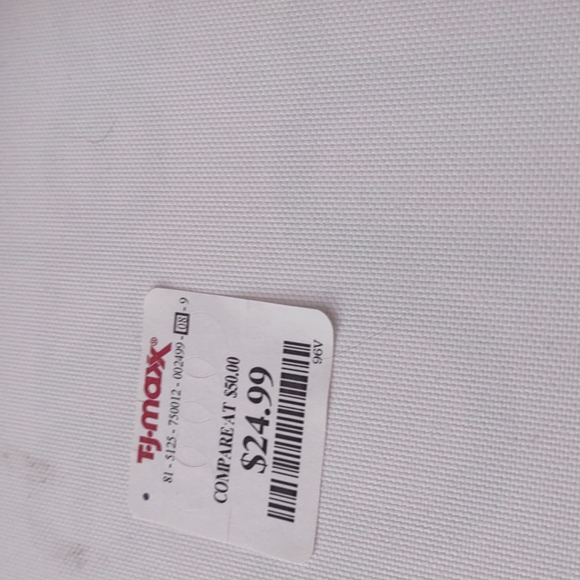 T·J·maxx®
81 - 5125 - 750012 - 002499 - 08 - 9
COMPARE AT $50.00
$24.99
96V